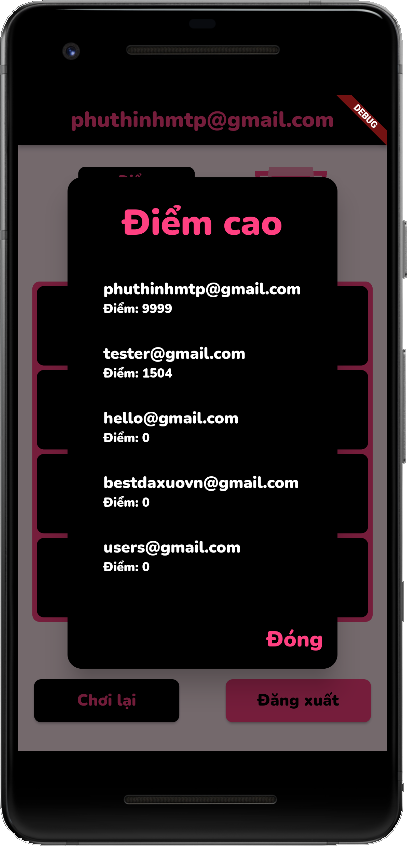 phuthinhmtp@gmail.com
DEBUG
Điểm cao
phuthinhmtp@gmail.com
Điểm: 9999
tester@gmail.com
Điểm: 1504
hello@gmail.com
Điểm: 0
bestdaxuovn@gmail.com
Điểm: 0
users@gmail.com
Điểm: 0
Đóng
Chơi lại
Đăng xuất